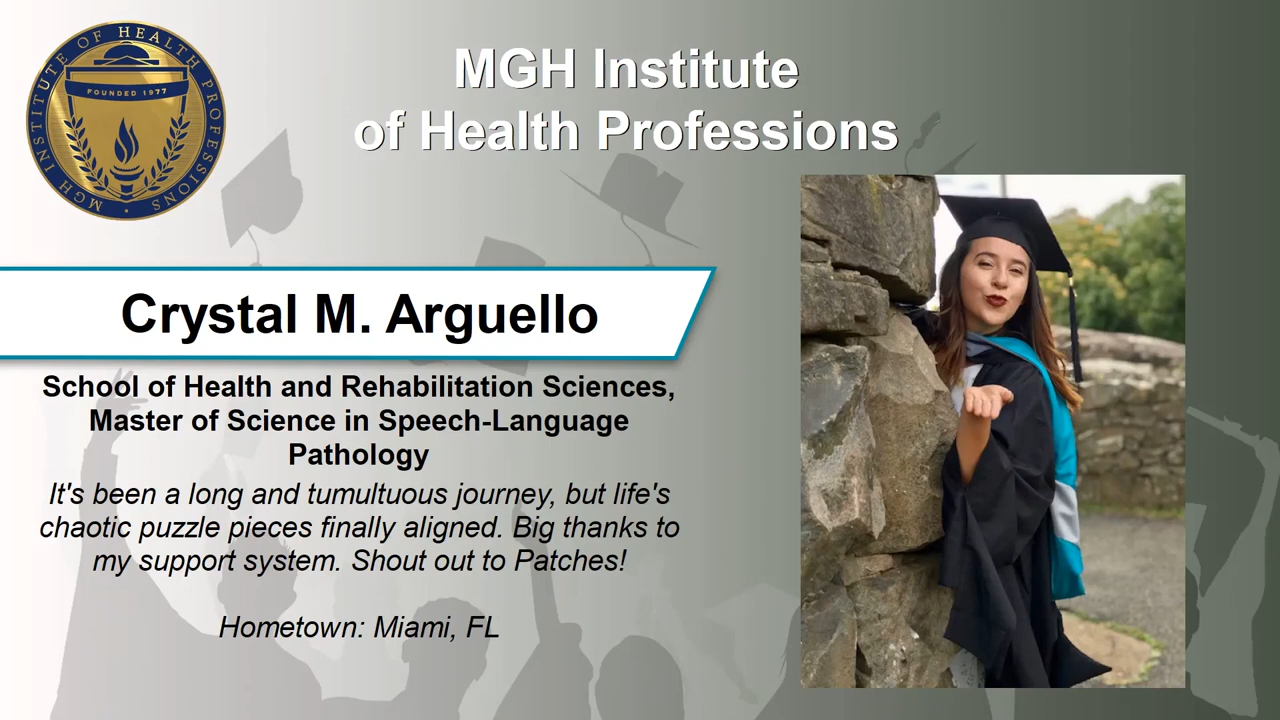 MGH INSTITUTE OF HEALTH PROFESSIONS
FOUNDED 1977
MGH Institute
of Health Professions
Crystal M. Arguello
School of Health and Rehabilitation Sciences,
Master of Science in Speech-Language
Pathology
It's been a long and tumultuous journey, but life's
chaotic puzzle pieces finally aligned. Big thanks to
my support system. Shout out to Patches!
Hometown: Miami, FL